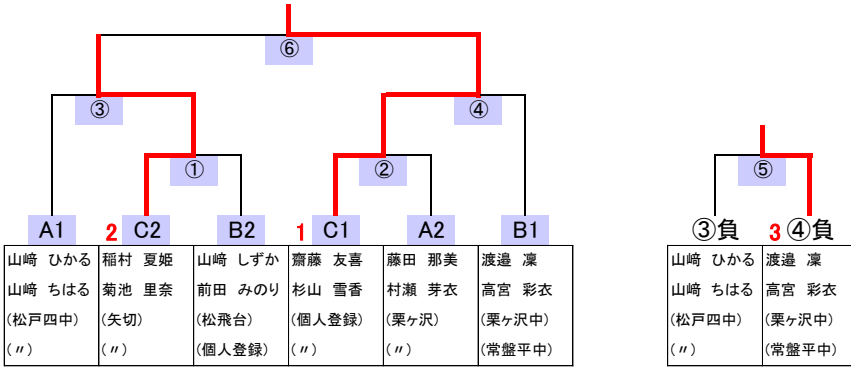 ⑥
③ ④
① ② ⑤
A1 2 C2 B2 1 C1 A2 B1 ③負 3 ④負
山﨑 ひかる 稲村 夏姫 山﨑 しずか 齋藤 友喜 藤田 那美 渡邉 凜 山﨑 ひかる 渡邉 凜
山﨑 ちはる 菊池 里奈 前田 みのり 杉山 雪香 村瀬 芽衣 高宮 彩衣 山﨑 ちはる 高宮 彩衣
(松戸四中) (矢切) (松飛台) (個人登録) (栗ヶ沢) (栗ヶ沢中) (松戸四中) (栗ヶ沢中)
(〃) (〃) (個人登録) (〃) (〃) (常盤平中) (〃) (常盤平中)